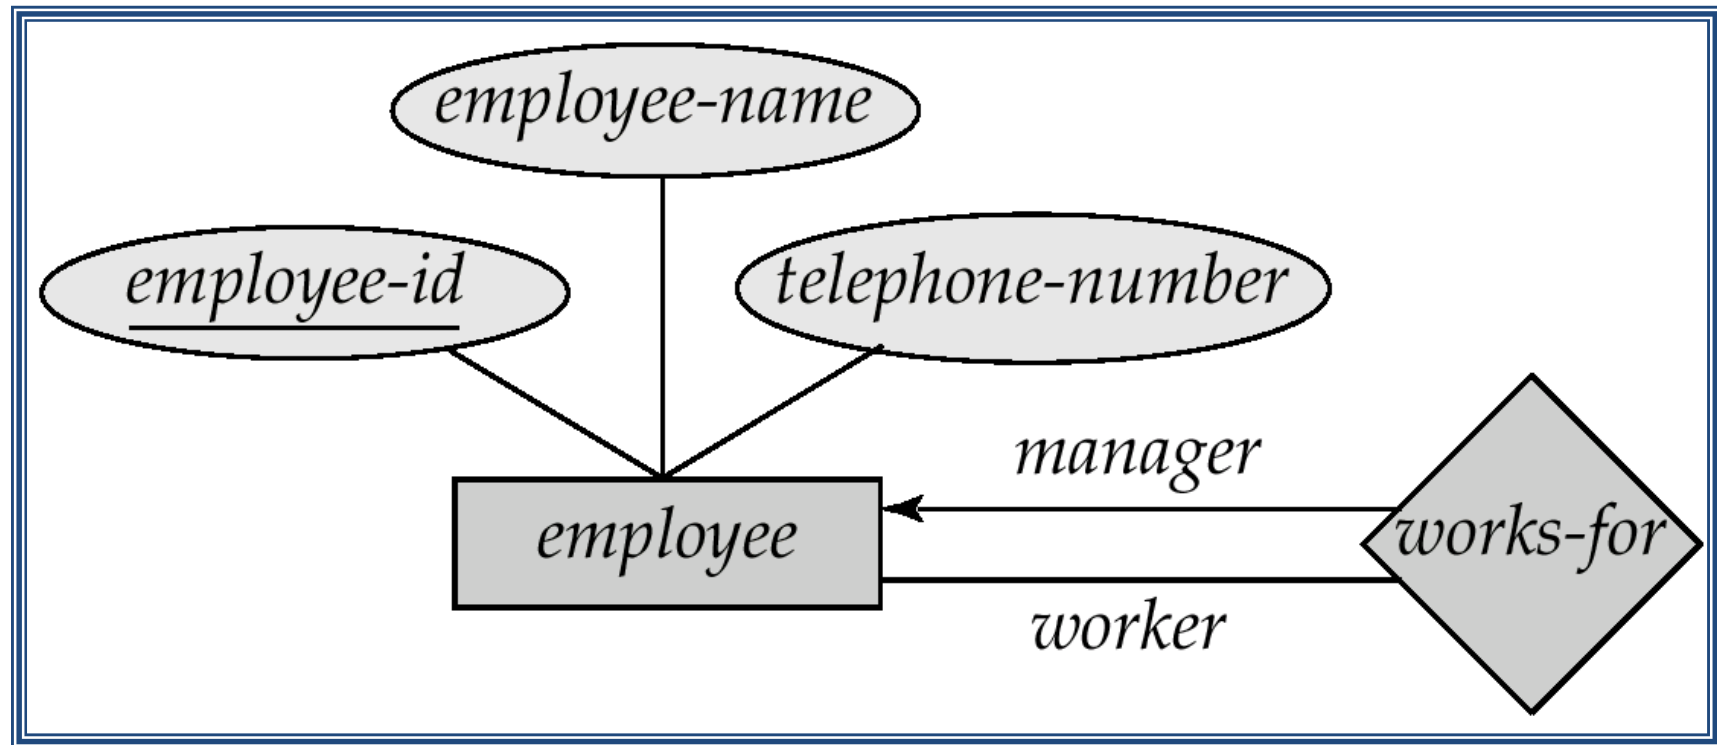 employee-name
employee-id
telephone-number
manager
employee
works-for
worker